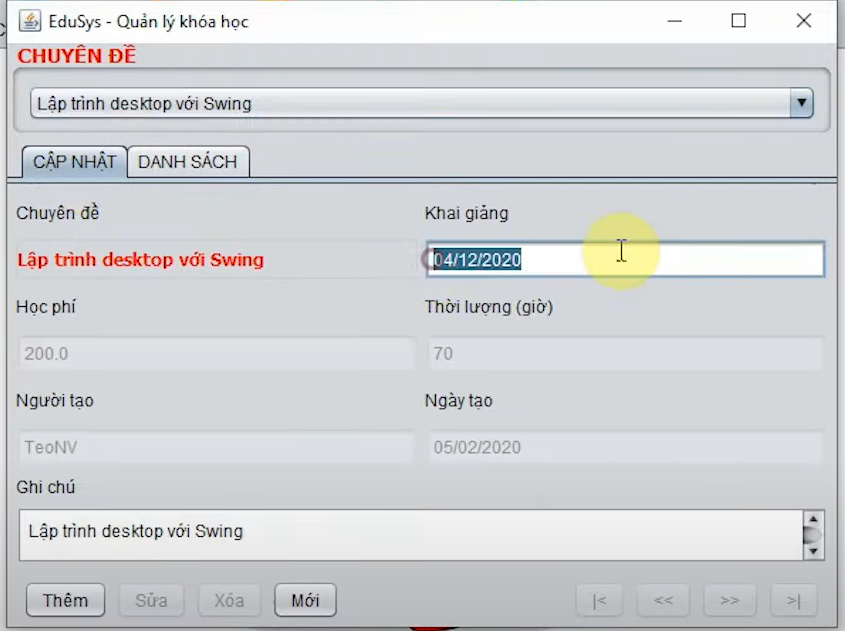 EduSys - Quản lý khóa học
CHUYÊN ĐỀ
Lập trình desktop với Swing
CẬP NHẬT DANH SÁCH
Chuyên đề Khai giảng
Lập trình desktop với Swing 04/12/2020
Học phí Thời lượng (giờ)
200.0 70
Người tạo Ngày tạo
TeoNV 05/02/2020
Ghi chú
Lập trình desktop với Swing
Thêm Sửa Xóa Mới |< << >> >|